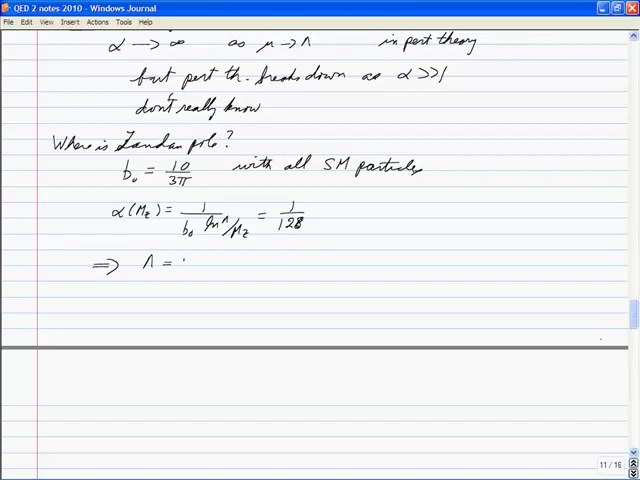 QED 2 notes 2010 - Windows Journal
File Edit View Insert Actions Tools Help
α → ∞ as μ → Λ in pert theory
but pert th. breaks down as α >> 1
don't really know
Where is Landau pole?
b₀ = 10/3π with all SM particles
α(M_Z) = 1/(b₀ ln Λ/M_Z) = 1/128
⇒ Λ =
11 / 16